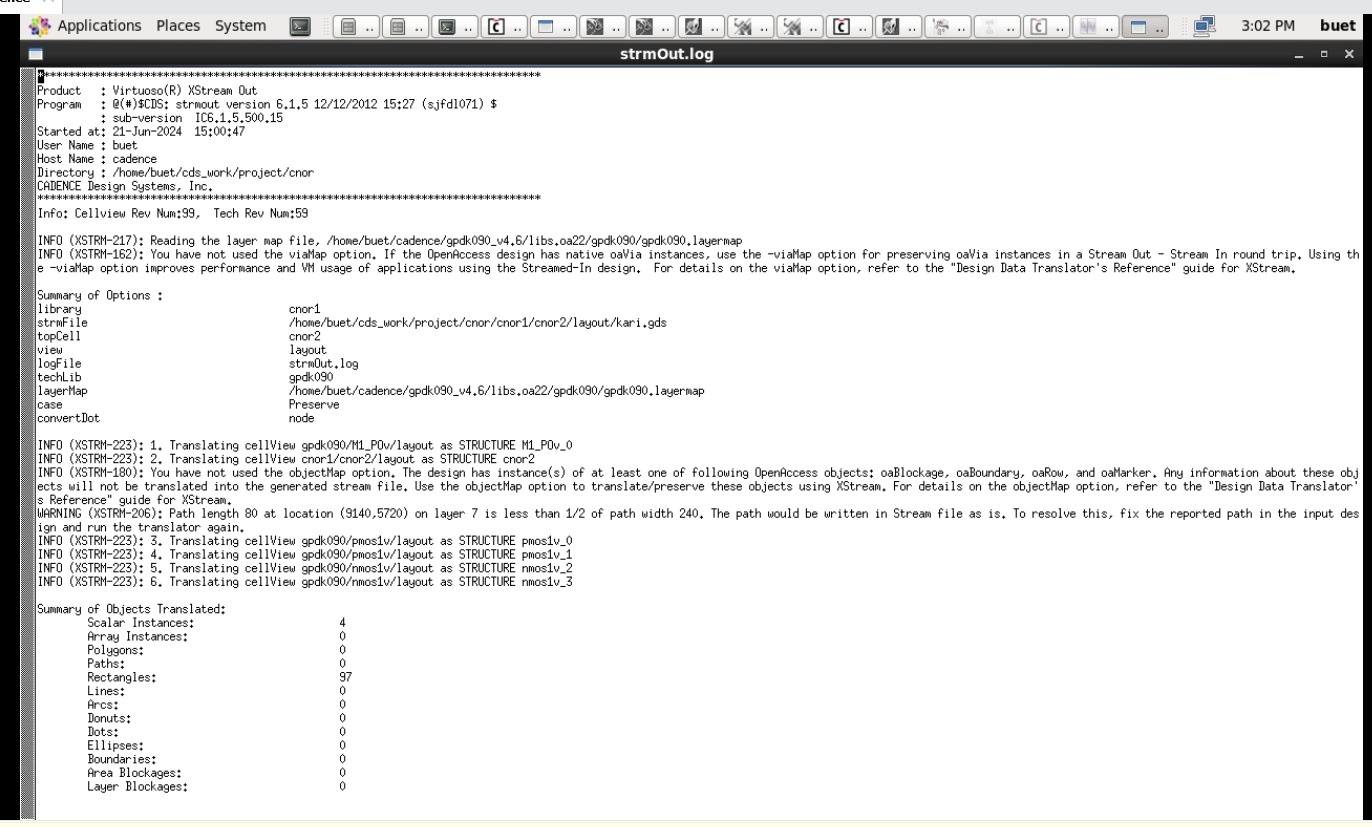 Applications Places System 3:02 PM buet
strmOut.log
********************************************************************************
Product : Virtuoso(R) XStream Out
Program : @(#)$CDS: strmout version 6.1.5 12/12/2012 15:27 (sjfdl071) $
: sub-version IC6.1.5.500.15
Started at: 21-Jun-2024 15:00:47
User Name : buet
Host Name : cadence
Directory : /home/buet/cds_work/project/cnor
CADENCE Design Systems, Inc.
********************************************************************************
Info: Cellview Rev Num:99, Tech Rev Num:59
INFO (XSTRM-217): Reading the layer map file, /home/buet/cadence/gpdk090_v4.6/libs.oa22/gpdk090/gpdk090.layermap
INFO (XSTRM-162): You have not used the viaMap option. If the OpenAccess design has native oaVia instances, use the -viaMap option for preserving oaVia instances in a Stream Out - Stream In round trip. Using th
e -viaMap option improves performance and VM usage of applications using the Streamed-In design. For details on the viaMap option, refer to the "Design Data Translator's Reference" guide for XStream.
Summary of Options :
library cnor1
strmFile /home/buet/cds_work/project/cnor/cnor1/cnor2/layout/kari.gds
topCell cnor2
view layout
logFile strmOut.log
techLib gpdk090
layerMap /home/buet/cadence/gpdk090_v4.6/libs.oa22/gpdk090/gpdk090.layermap
case Preserve
convertDot node
INFO (XSTRM-223): 1. Translating cellView gpdk090/M1_POv/layout as STRUCTURE M1_POv_0
INFO (XSTRM-223): 2. Translating cellView cnor1/cnor2/layout as STRUCTURE cnor2
INFO (XSTRM-180): You have not used the objectMap option. The design has instance(s) of at least one of following OpenAccess objects: oaBlockage, oaBoundary, oaRow, and oaMarker. Any information about these obj
ects will not be translated into the generated stream file. Use the objectMap option to translate/preserve these objects using XStream. For details on the objectMap option, refer to the "Design Data Translator'
s Reference" guide for XStream.
WARNING (XSTRM-206): Path length 80 at location (9140,5720) on layer 7 is less than 1/2 of path width 240. The path would be written in Stream file as is. To resolve this, fix the reported path in the input des
ign and run the translator again.
INFO (XSTRM-223): 3. Translating cellView gpdk090/pmos1v/layout as STRUCTURE pmos1v_0
INFO (XSTRM-223): 4. Translating cellView gpdk090/pmos1v/layout as STRUCTURE pmos1v_1
INFO (XSTRM-223): 5. Translating cellView gpdk090/nmos1v/layout as STRUCTURE nmos1v_2
INFO (XSTRM-223): 6. Translating cellView gpdk090/nmos1v/layout as STRUCTURE nmos1v_3
Summary of Objects Translated:
Scalar Instances: 4
Array Instances: 0
Polygons: 0
Paths: 0
Rectangles: 97
Lines: 0
Arcs: 0
Donuts: 0
Dots: 0
Ellipses: 0
Boundaries: 0
Area Blockages: 0
Layer Blockages: 0